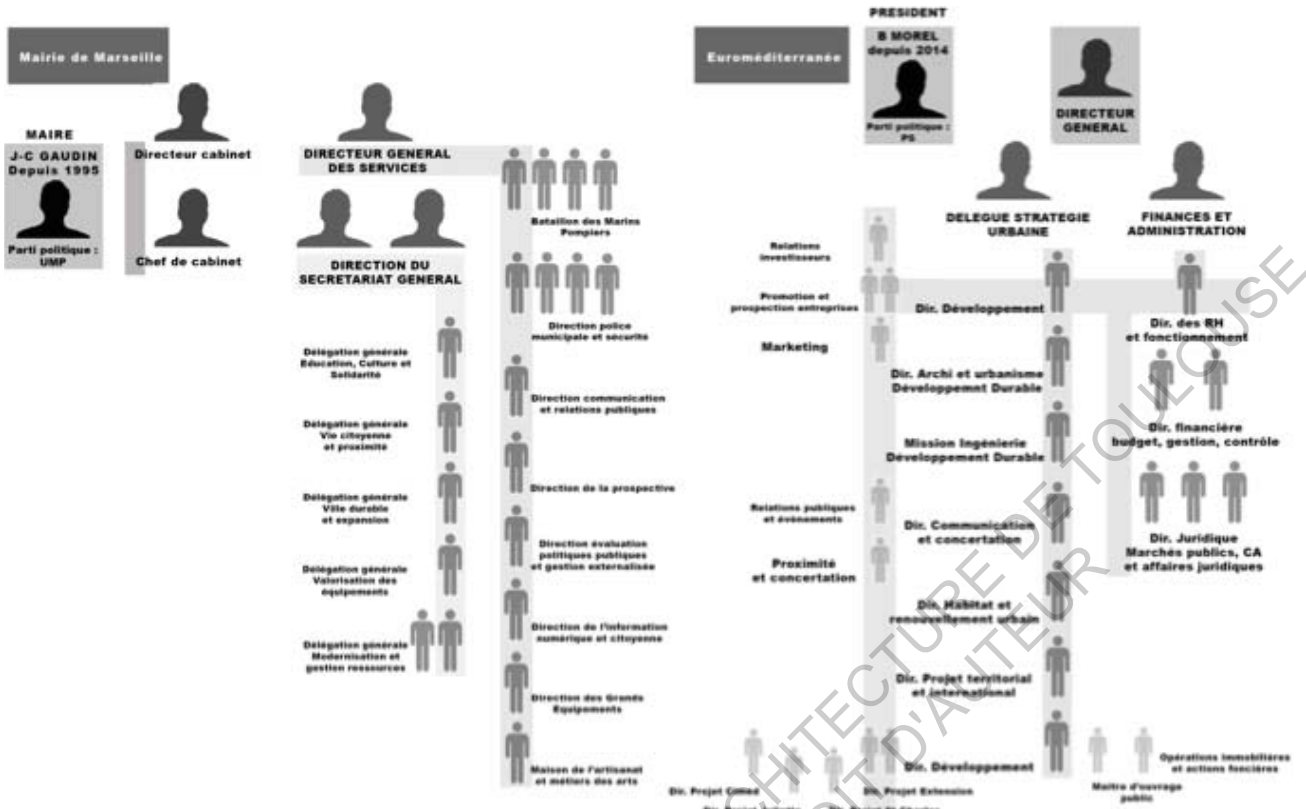 Mairie de Marseille
MAIRE
J-C GAUDIN
Depuis 1995
Parti politique :
UMP
Directeur cabinet
Chef de cabinet
DIRECTEUR GENERAL
DES SERVICES
DIRECTION DU
SECRETARIAT GENERAL
Délégation générale
Education, Culture et
Solidarité
Délégation générale
Vie citoyenne
et proximité
Délégation générale
Ville durable
et expansion
Délégation générale
Valorisation des
équipements
Délégation générale
Modernisation et
gestion ressources
Bataillon des Marins
Pompiers
Direction police
municipale et sécurité
Direction communication
et relations publiques
Direction de la prospective
Direction évaluation
politiques publiques
et gestion externalisée
Direction de l'information
numérique et citoyenne
Direction des Grands
Equipements
Maison de l'artisanat
et métiers des arts
Euroméditerranée
PRESIDENT
B MOREL
depuis 2014
Parti politique :
PS
DIRECTEUR
GENERAL
DELEGUE STRATEGIE
URBAINE
FINANCES ET
ADMINISTRATION
Relations
investisseurs
Promotion et
prospection entreprises
Marketing
Relations publiques
et évènements
Proximité
et concertation
Dir. Développement
Dir. Archi et urbanisme
Développemnt Durable
Mission Ingénierie
Développement Durable
Dir. Communication
et concertation
Dir. Habitat et
renouvellement urbain
Dir. Projet territorial
et international
Dir. Développement
Dir. des RH
et fonctionnement
Dir. financière
budget, gestion, contrôle
Dir. Juridique
Marchés publics, CA
et affaires juridiques
Opérations immobilières
et actions foncières
Maitre d'ouvrage
public
Dir. Projet
Dir. Projet Extension
ARCHITECTURE DE TOULOUSE
DROIT D'AUTEUR